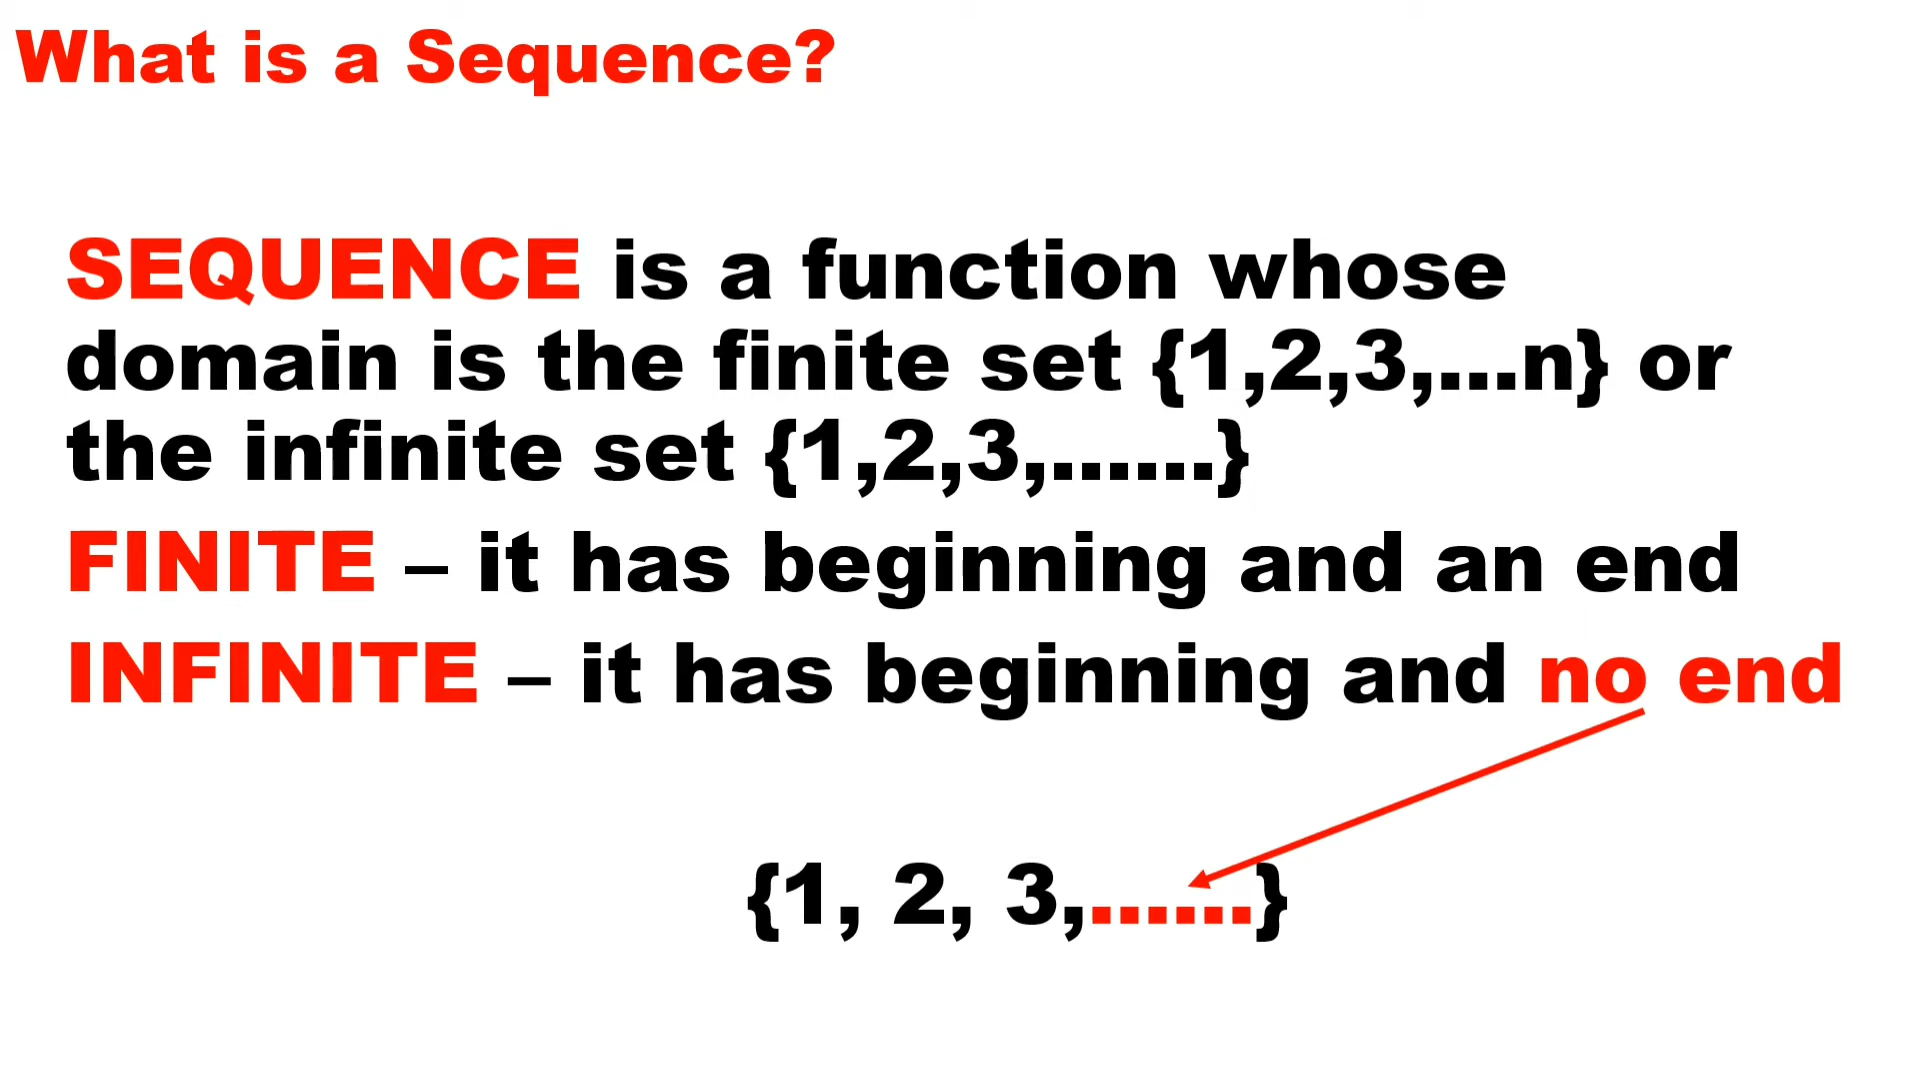 What is a Sequence?
SEQUENCE is a function whose
domain is the finite set {1,2,3,...n} or
the infinite set {1,2,3,......}
FINITE – it has beginning and an end
INFINITE – it has beginning and no end
{1, 2, 3,......}